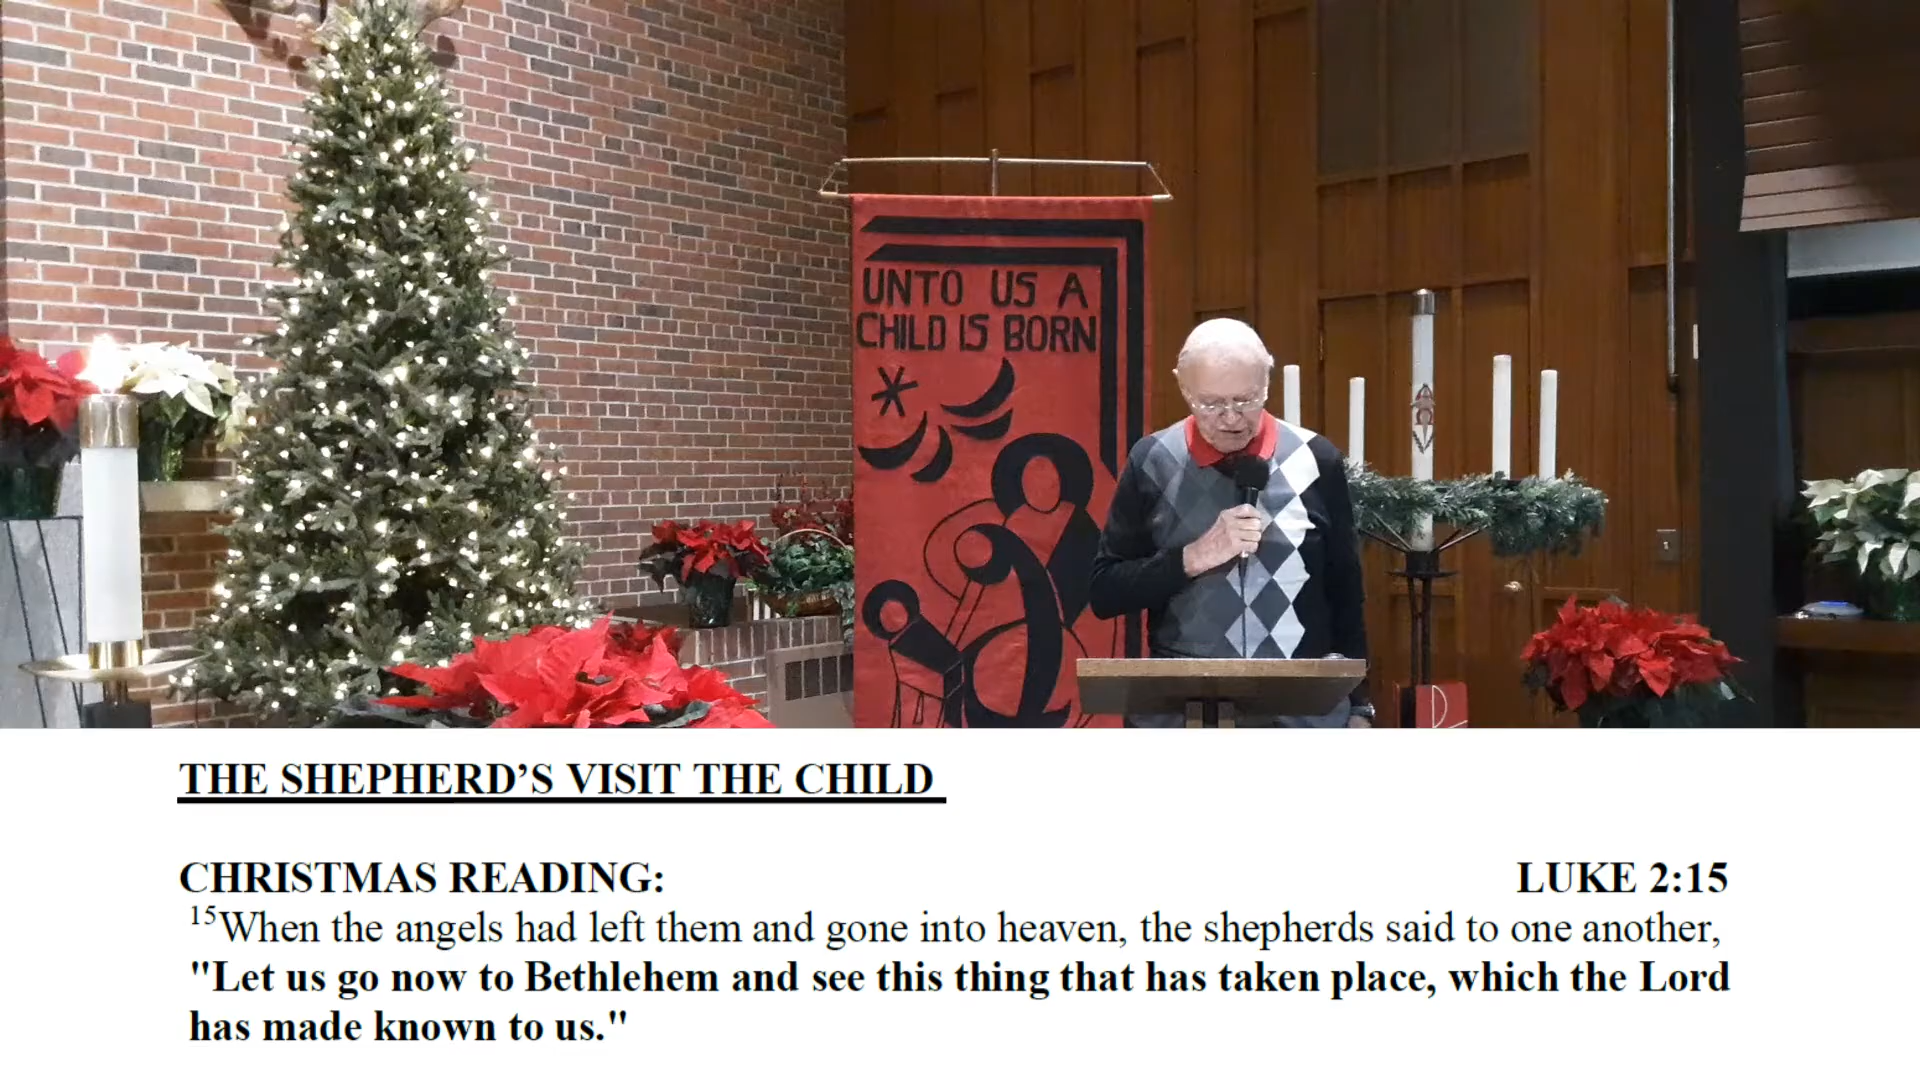 UNTO US A
CHILD IS BORN
THE SHEPHERD’S VISIT THE CHILD
CHRISTMAS READING: LUKE 2:15
15When the angels had left them and gone into heaven, the shepherds said to one another,
"Let us go now to Bethlehem and see this thing that has taken place, which the Lord
has made known to us."